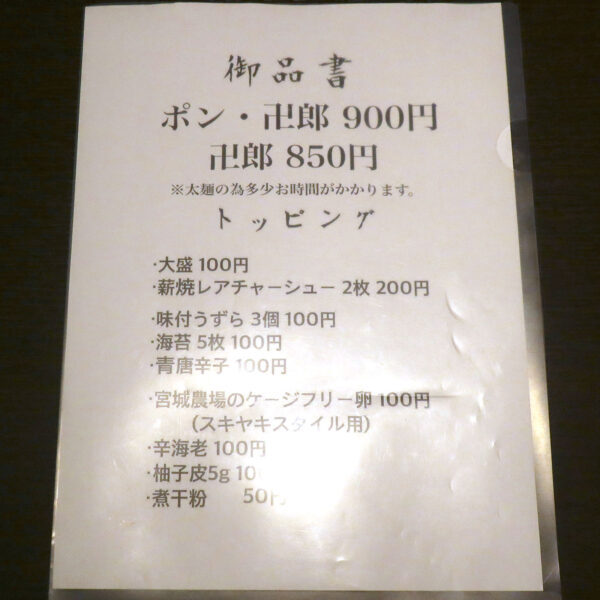 御品書
ポン・卍郎 900円
卍郎 850円
※太麺の為多少お時間がかかります。
トッピング
・大盛 100円
・薪焼レアチャーシュー 2枚 200円
・味付うずら 3個 100円
・海苔 5枚 100円
・青唐辛子 100円
・宮城農場のケージフリー卵 100円
（スキヤキスタイル用）
・辛海老 100円
・柚子皮5g 10
・煮干粉 50円